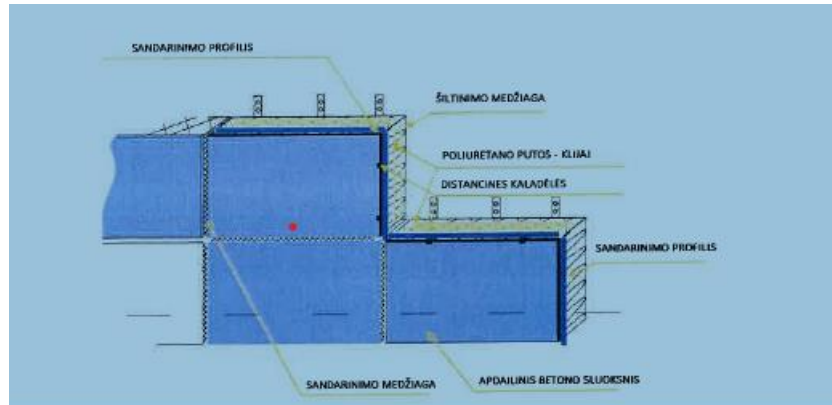 SANDARINIMO PROFILIS
ŠILTINIMO MEDŽIAGA
POLIURETANO PUTOS - KLIJAI
DISTANCINES KALADĖLĖS
SANDARINIMO PROFILIS
SANDARINIMO MEDŽIAGA
APDAILINIS BETONO SLUOKSNIS